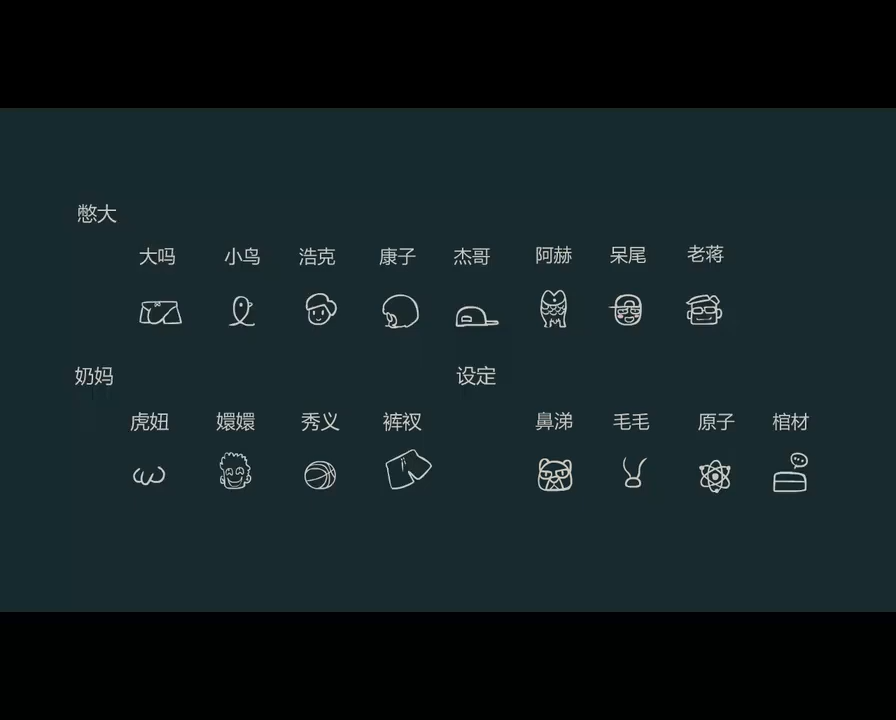 憋大
大吗 小鸟 浩克 康子 杰哥 阿赫 呆尾 老蒋
奶妈 设定
虎妞 嬛嬛 秀义 裤衩 鼻涕 毛毛 原子 棺材